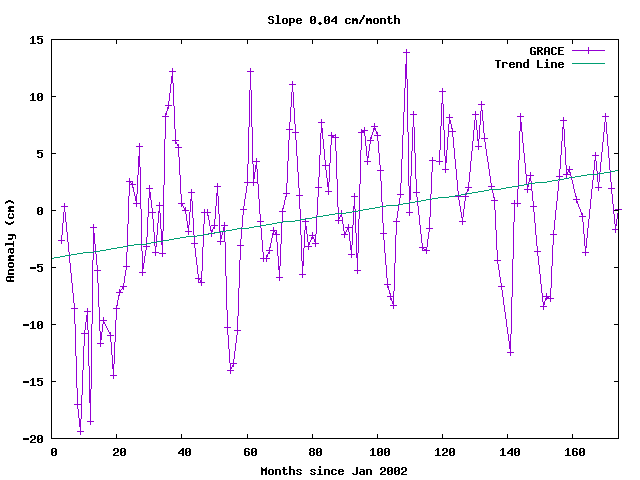 Slope 0.04 cm/month
15
10
5
0
-5
-10
-15
-20
Anomaly (cm)
GRACE
Trend Line
0 20 40 60 80 100 120 140 160
Months since Jan 2002